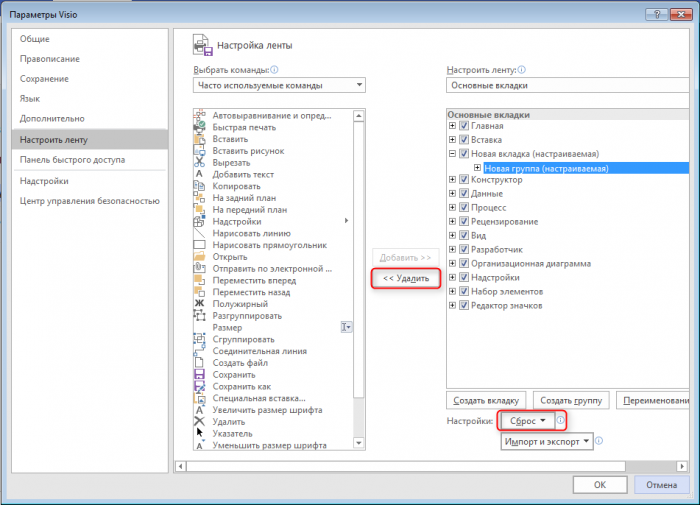 Параметры Visio
Общие
Правописание
Сохранение
Язык
Дополнительно
Настроить ленту
Панель быстрого доступа
Надстройки
Центр управления безопасностью
Настройка ленты
Выбрать команды:
Часто используемые команды
Автовыравнивание и опред...
Быстрая печать
Вставить
Вставить рисунок
Вырезать
Добавить текст
Копировать
На задний план
На передний план
Надстройки
Нарисовать линию
Нарисовать прямоугольник
Открыть
Отправить по электронной ...
Переместить вперед
Переместить назад
Полужирный
Разгруппировать
Размер
Сгруппировать
Соединительная линия
Создать файл
Сохранить
Сохранить как
Специальная вставка...
Увеличить размер шрифта
Удалить
Указатель
Уменьшить размер шрифта
Добавить >>
<< Удалить
Настроить ленту:
Основные вкладки
Основные вкладки
Главная
Вставка
Новая вкладка (настраиваемая)
Новая группа (настраиваемая)
Конструктор
Данные
Процесс
Рецензирование
Вид
Разработчик
Организационная диаграмма
Надстройки
Набор элементов
Редактор значков
Создать вкладку
Создать группу
Переименовани
Настройки:
Сброс
Импорт и экспорт
ОК
Отмена